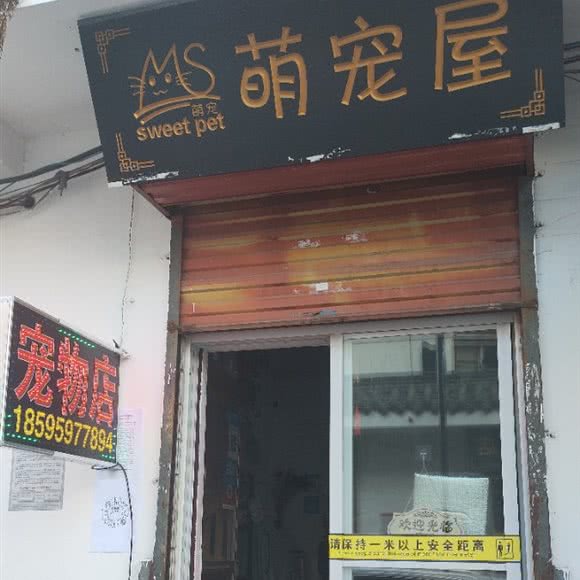 MS
萌宠
sweet pet
萌宠屋
宠物店
18595977894
欢迎光临
请保持一米以上安全距离